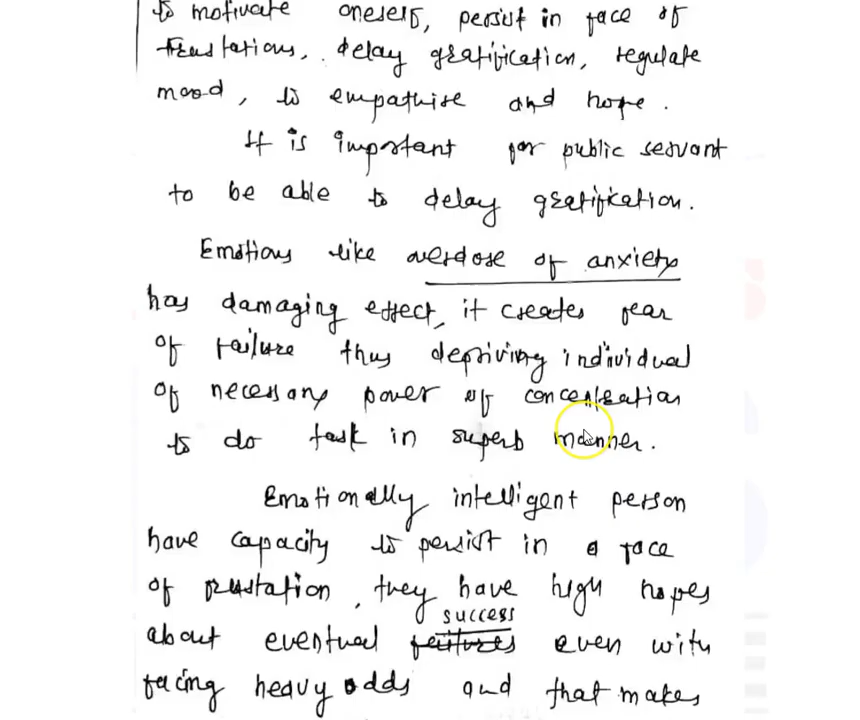 to motivate oneself, persist in face of
frustations, delay gratification, regulate
mood, to empathise and hope.
It is important for public servant
to be able to delay gratification.
Emotions like overdose of anxiety
has damaging effect, it creates fear
of failure thus depriving individual
of necessary power of concentration
to do task in superb manner.
Emotionally intelligent person
have capacity to persist in a face
of frustation, they have high hopes
success
about eventual failures even with
facing heavy odds and that makes